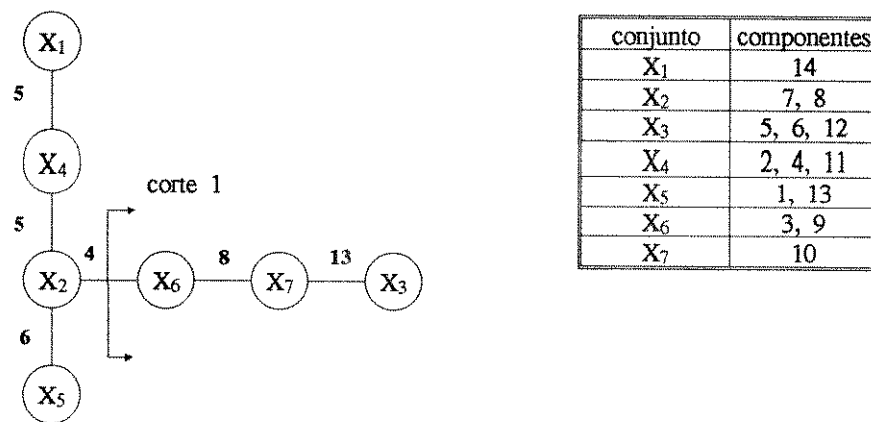 X₁
5
X₄
corte 1
5
4
8
13
X₂
X₆
X₇
X₃
6
X₅
conjunto componentes
X₁ 14
X₂ 7, 8
X₃ 5, 6, 12
X₄ 2, 4, 11
X₅ 1, 13
X₆ 3, 9
X₇ 10